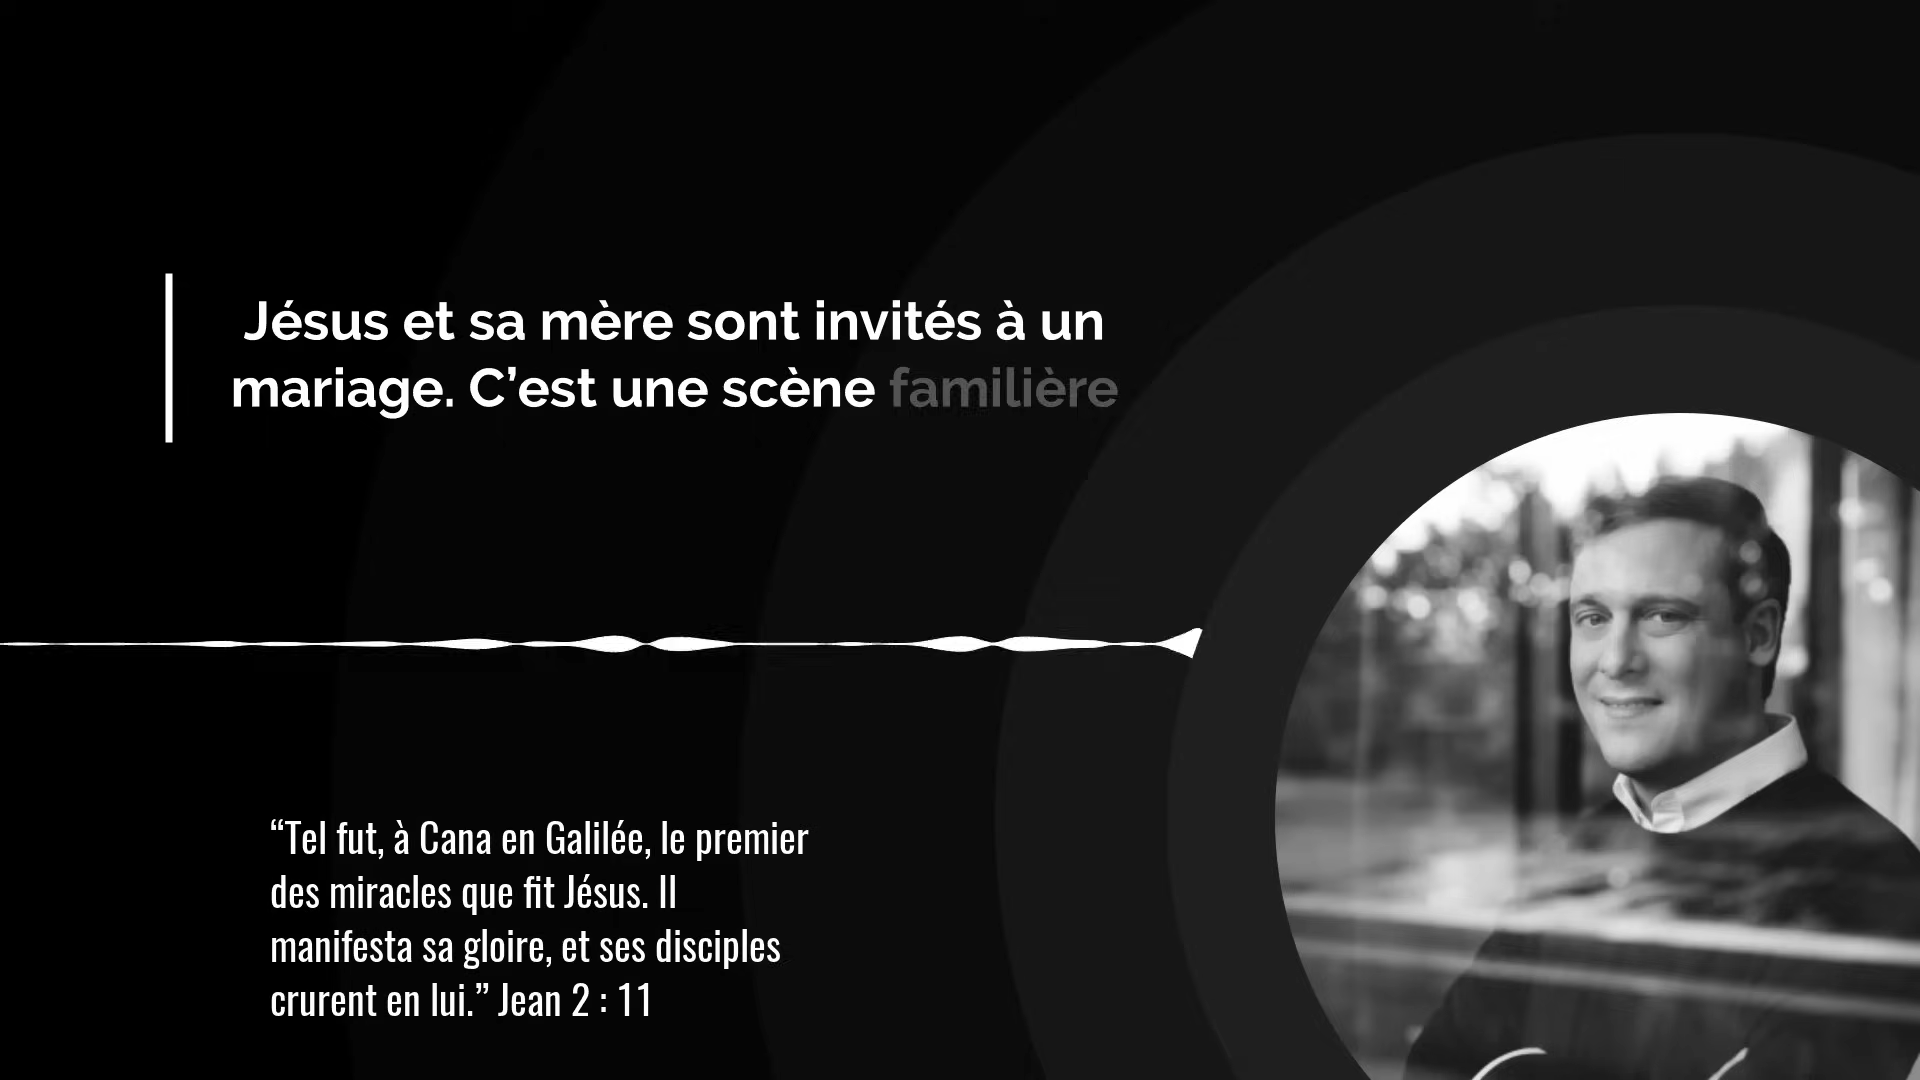 Jésus et sa mère sont invités à un
mariage. C’est une scène familière
“Tel fut, à Cana en Galilée, le premier
des miracles que fit Jésus. Il
manifesta sa gloire, et ses disciples
crurent en lui.” Jean 2 : 11